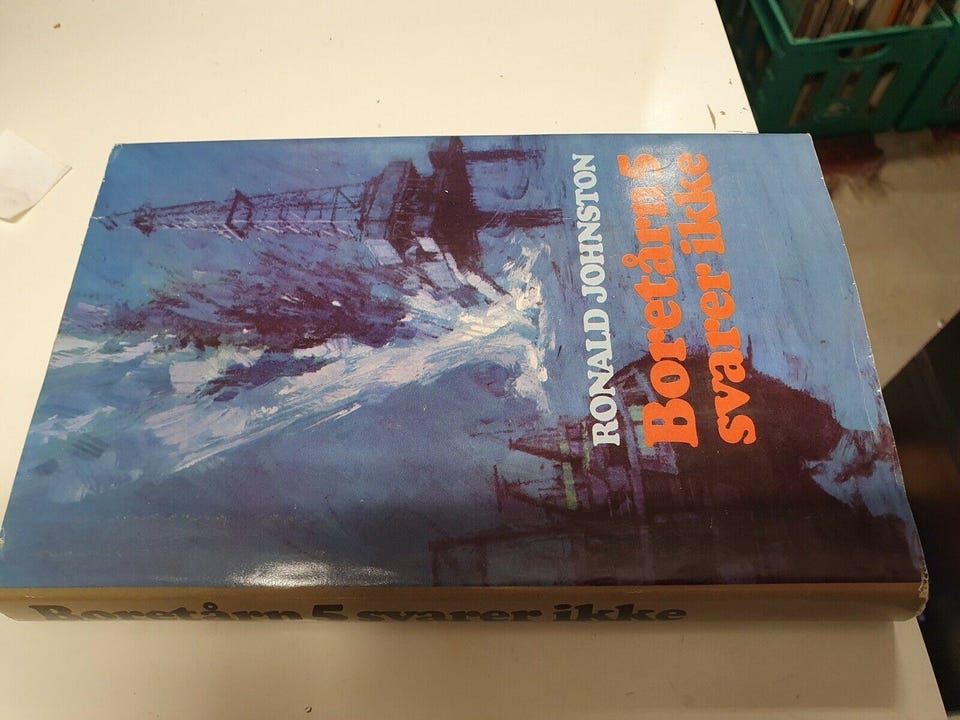 RONALD JOHNSTON
Boretårn 5
svarer ikke
Boretårn 5 svarer ikke